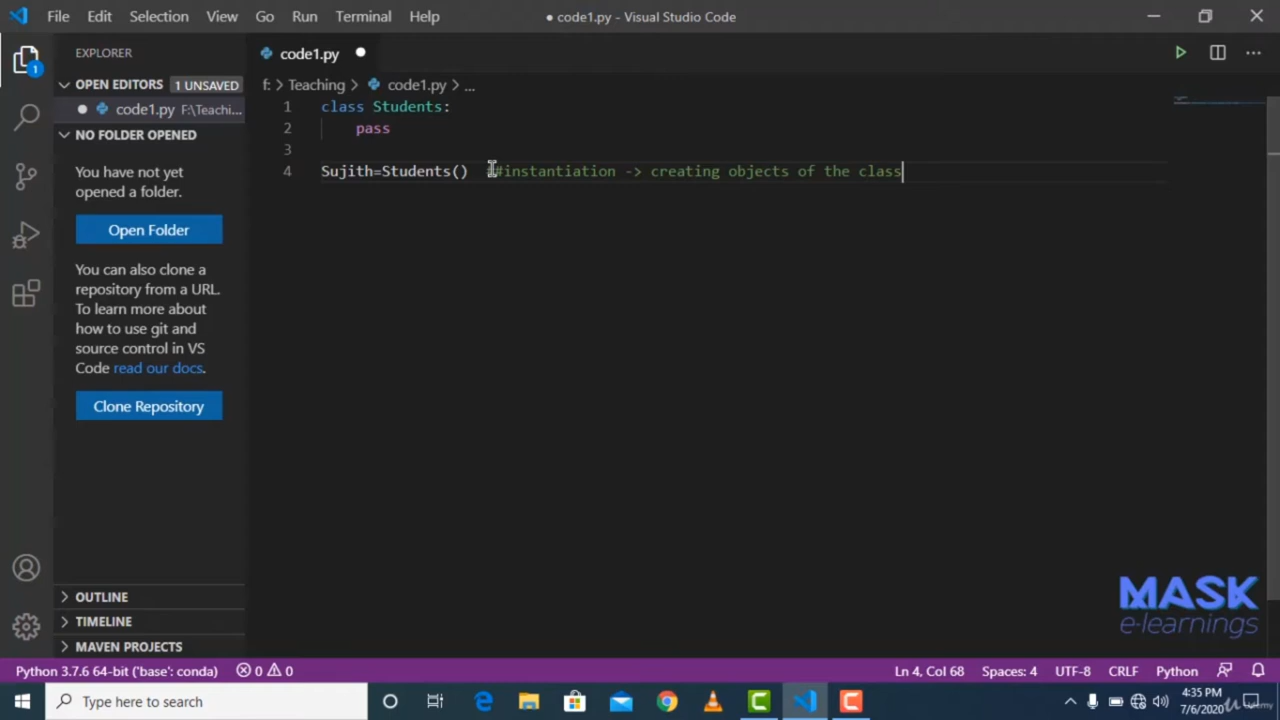 File Edit Selection View Go Run Terminal Help
● code1.py - Visual Studio Code
EXPLORER
OPEN EDITORS 1 UNSAVED
code1.py F:\Teachi...
NO FOLDER OPENED
You have not yet
opened a folder.
Open Folder
You can also clone a
repository from a URL.
To learn more about
how to use git and
source control in VS
Code read our docs.
Clone Repository
OUTLINE
TIMELINE
MAVEN PROJECTS
1
code1.py
f: > Teaching > code1.py > ...
1 class Students:
2 pass
3
4 Sujith=Students() ##instantiation -> creating objects of the class
MASK
e-learnings
Python 3.7.6 64-bit ('base': conda) 0 0 Ln 4, Col 68 Spaces: 4 UTF-8 CRLF Python
Type here to search
4:35 PM
7/6/2020
Udemy